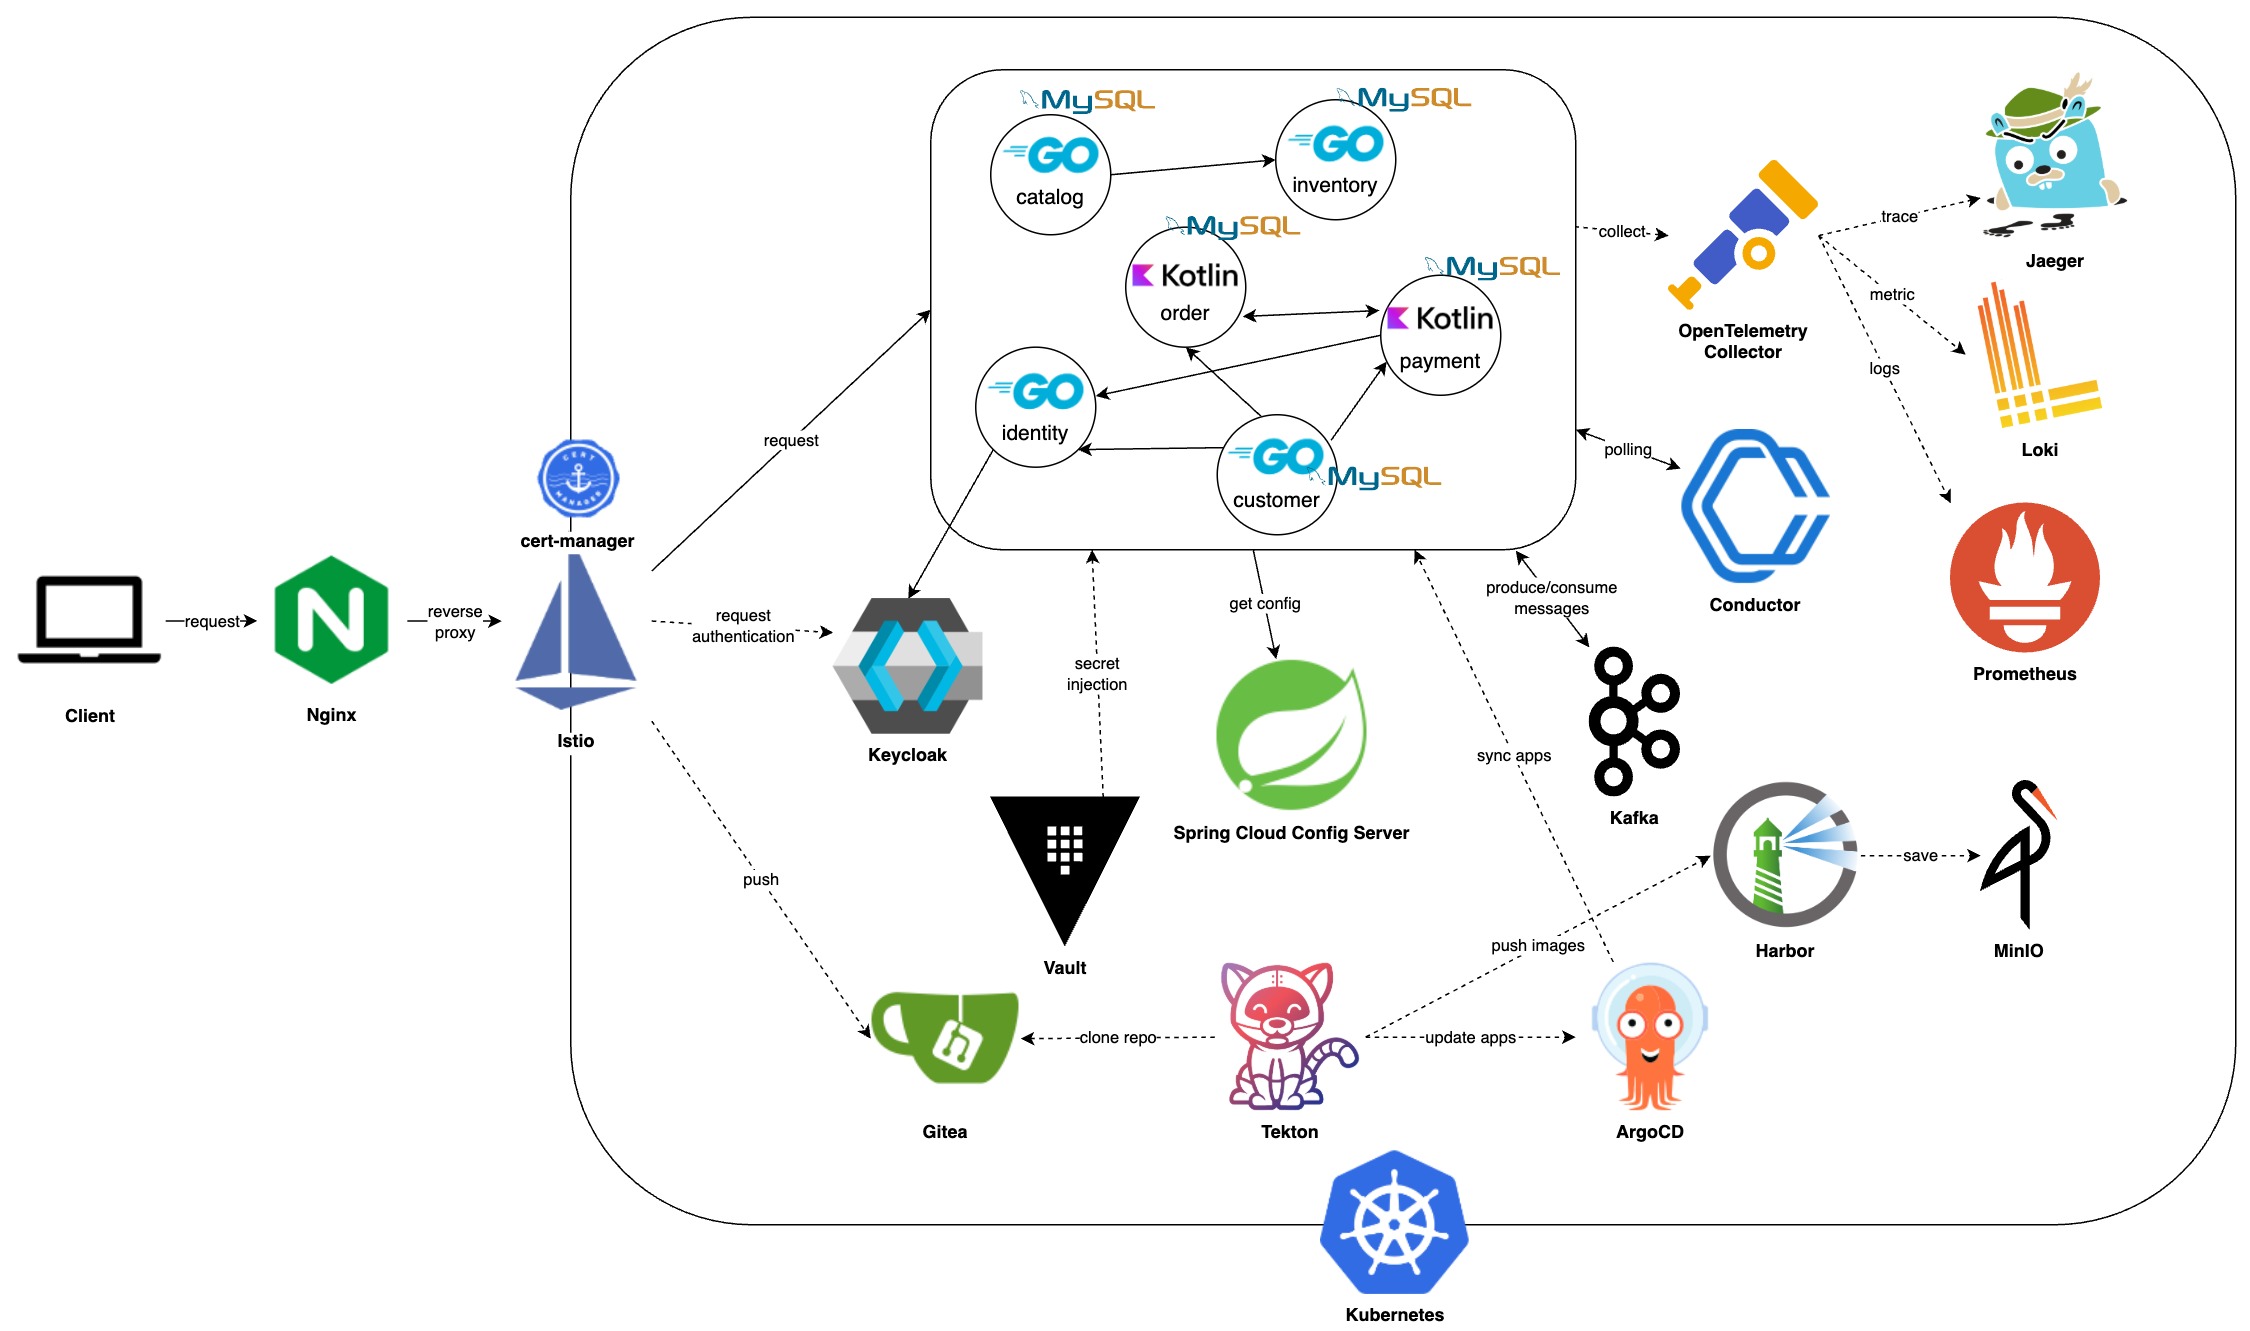 MySQL
GO
catalog
MySQL
GO
inventory
MySQL
Kotlin
order
MySQL
Kotlin
payment
GO
identity
GO
customer
MySQL
collect
trace
metric
logs
Jaeger
OpenTelemetry
Collector
Loki
polling
Conductor
Prometheus
request
CERT
MANAGER
cert-manager
request
reverse
proxy
request
authentication
Client
Nginx
Istio
Keycloak
secret
injection
get config
produce/consume
messages
Spring Cloud Config Server
sync apps
Kafka
push
Vault
push images
Harbor
save
MinIO
clone repo
update apps
Gitea
Tekton
ArgoCD
Kubernetes